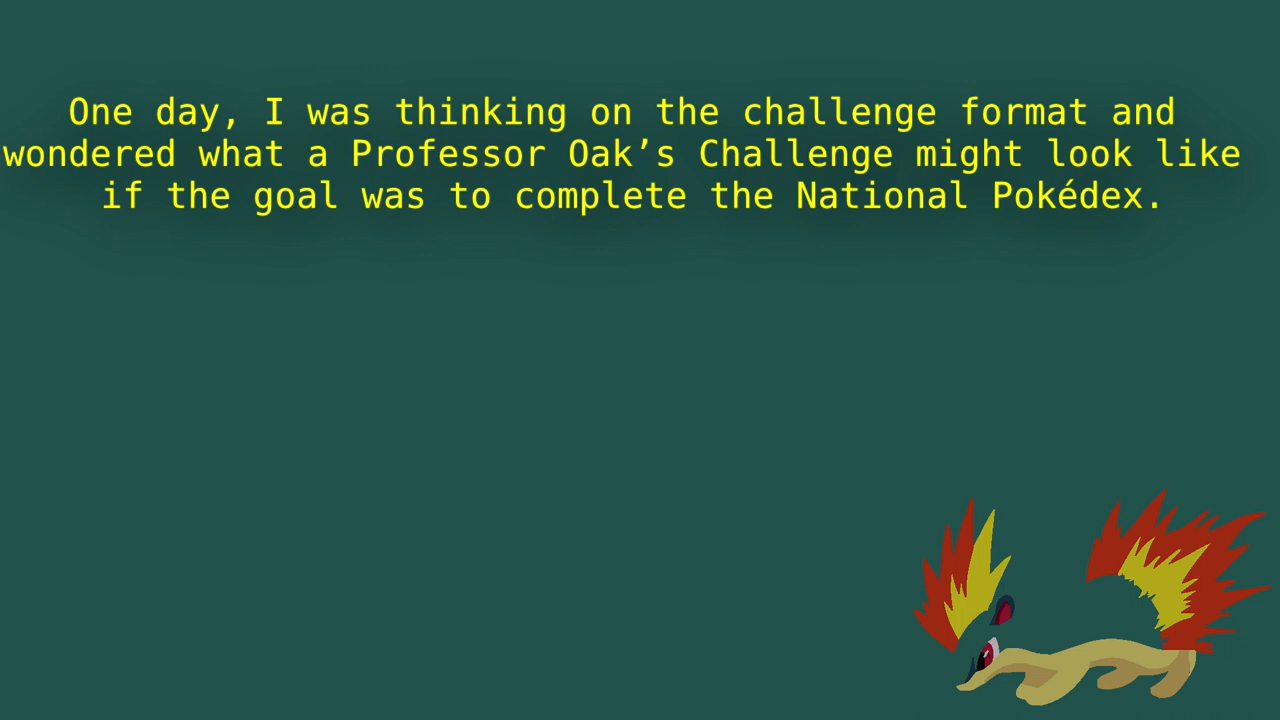 One day, I was thinking on the challenge format and
wondered what a Professor Oak’s Challenge might look like
if the goal was to complete the National Pokédex.